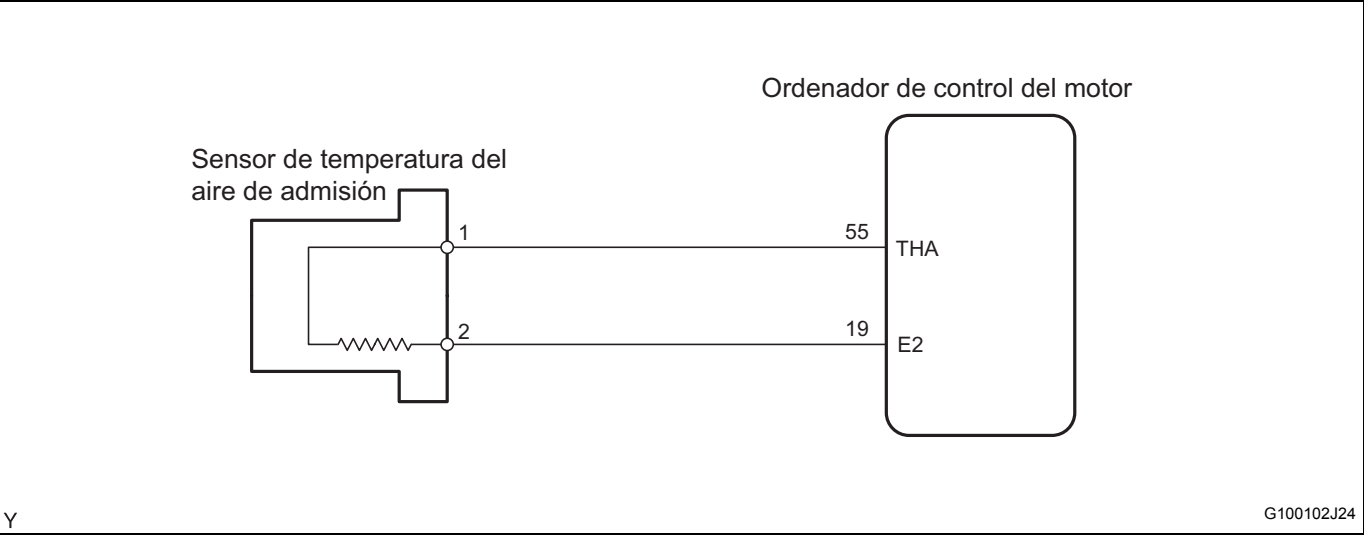 Ordenador de control del motor
Sensor de temperatura del
aire de admisión
1
55
THA
2
19
E2
Y
G100102J24